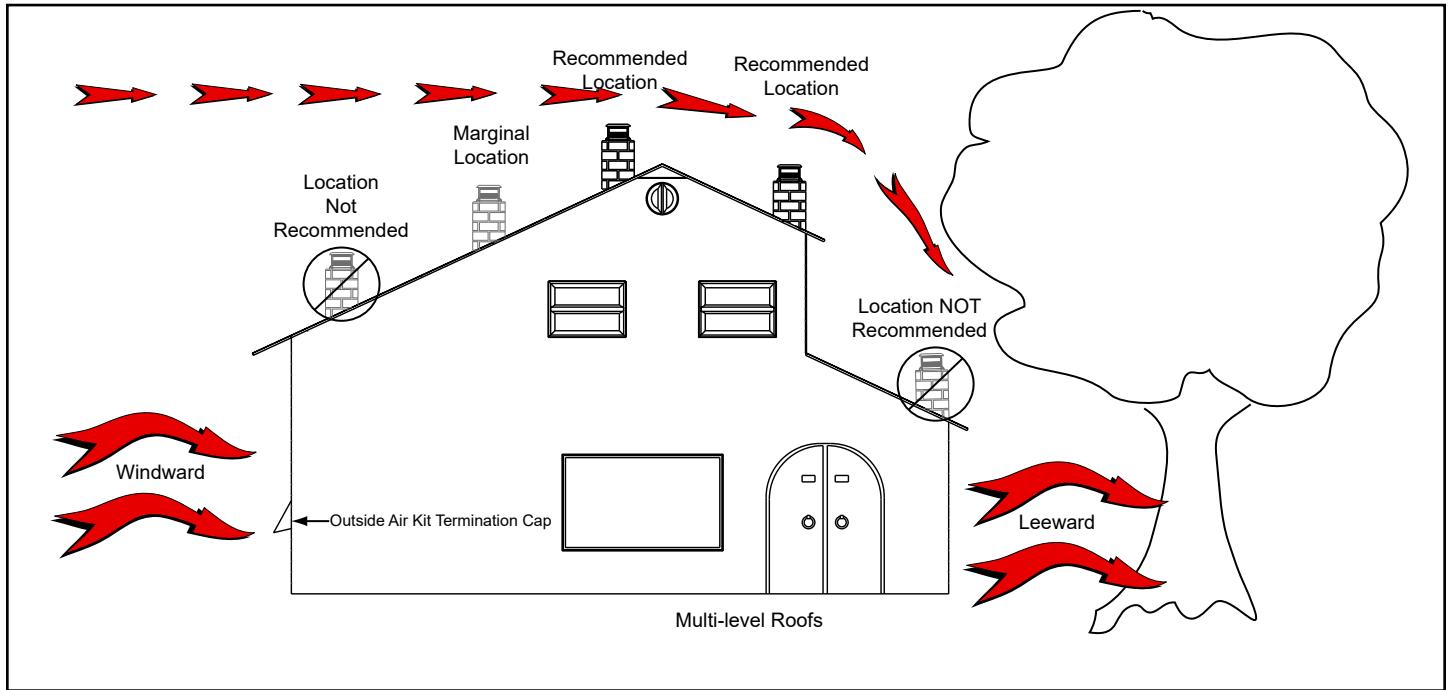 Recommended
Location
Recommended
Location
Marginal
Location
Location
Not
Recommended
Location NOT
Recommended
Windward
Outside Air Kit Termination Cap
Leeward
Multi-level Roofs